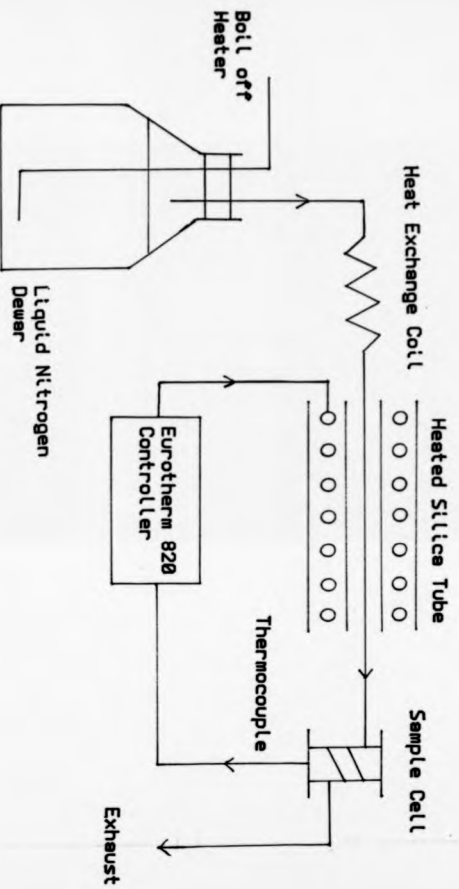 Heat Exchange Coil
Heated Silica Tube
Sample Cell
Boil off
Heater
Eurotherm 820
Controller
Thermocouple
Liquid Nitrogen
Dewar
Exhaust